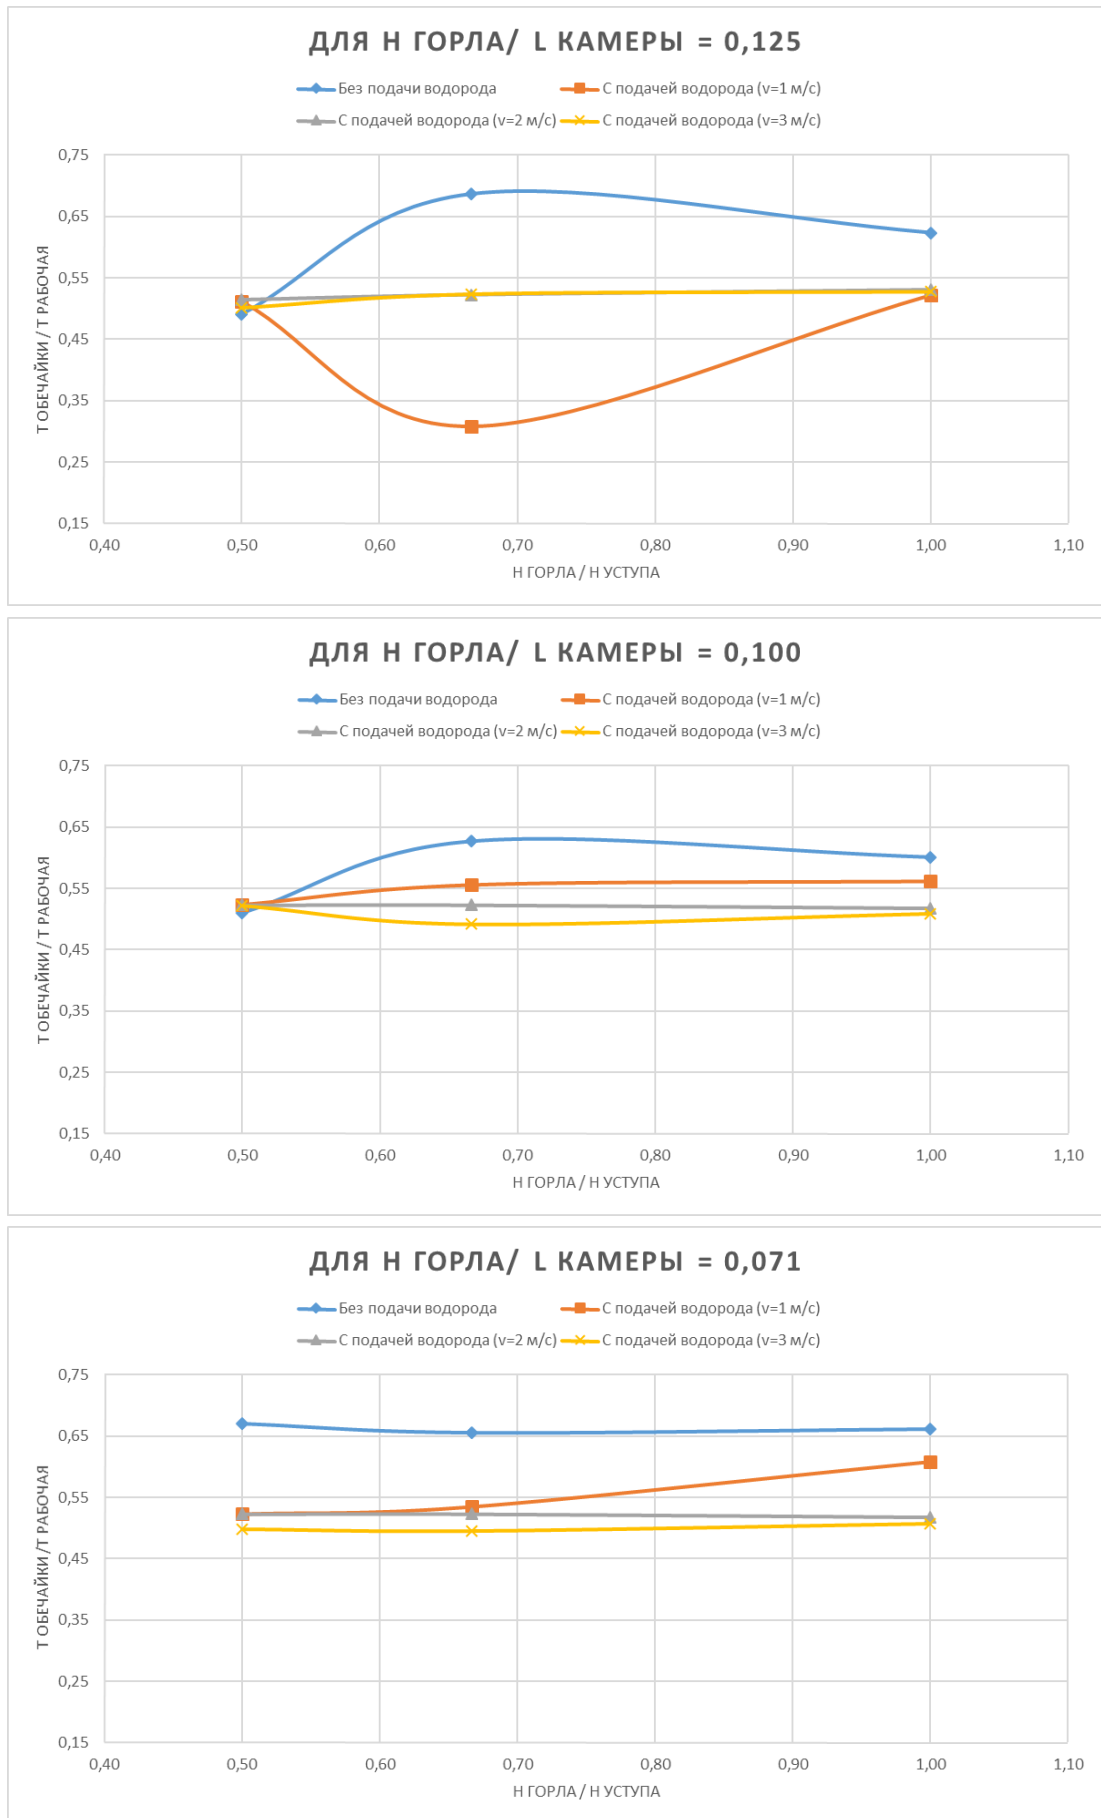 ДЛЯ H ГОРЛА/ L КАМЕРЫ = 0,125
Без подачи водорода
С подачей водорода (v=1 м/с)
С подачей водорода (v=2 м/с)
С подачей водорода (v=3 м/с)
T ОБЕЧАЙКИ / T РАБОЧАЯ
0,75
0,65
0,55
0,45
0,35
0,25
0,15
0,40 0,50 0,60 0,70 0,80 0,90 1,00 1,10
H ГОРЛА / H УСТУПА
ДЛЯ H ГОРЛА/ L КАМЕРЫ = 0,100
Без подачи водорода
С подачей водорода (v=1 м/с)
С подачей водорода (v=2 м/с)
С подачей водорода (v=3 м/с)
T ОБЕЧАЙКИ / T РАБОЧАЯ
0,75
0,65
0,55
0,45
0,35
0,25
0,15
0,40 0,50 0,60 0,70 0,80 0,90 1,00 1,10
H ГОРЛА / H УСТУПА
ДЛЯ H ГОРЛА/ L КАМЕРЫ = 0,071
Без подачи водорода
С подачей водорода (v=1 м/с)
С подачей водорода (v=2 м/с)
С подачей водорода (v=3 м/с)
T ОБЕЧАЙКИ/T РАБОЧАЯ
0,75
0,65
0,55
0,45
0,35
0,25
0,15
0,40 0,50 0,60 0,70 0,80 0,90 1,00 1,10
H ГОРЛА / H УСТУПА